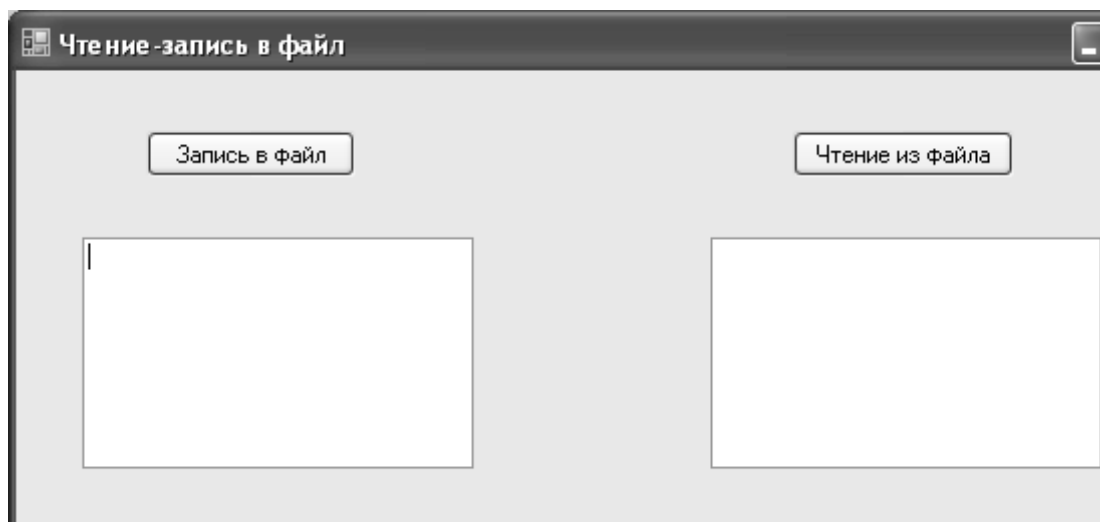 Чтение-запись в файл
Запись в файл
Чтение из файла